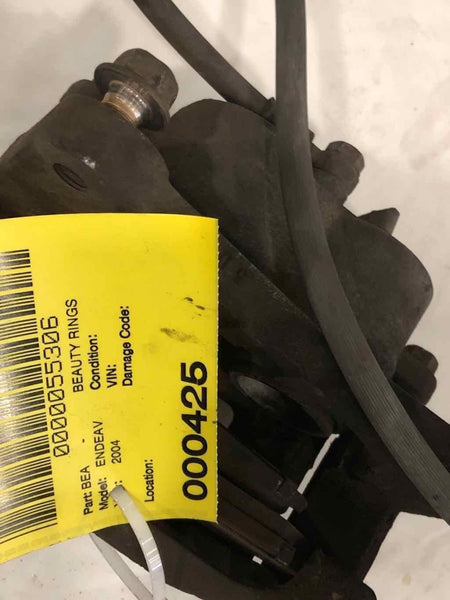 0000055306
Part: BEA - BEAUTY RINGS
Model: ENDEAV Condition:
2004 VIN:
Damage Code:
Location:
000425